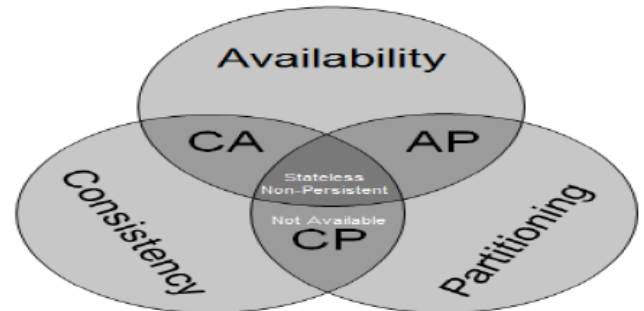 Availability
CA
AP
Stateless
Non-Persistent
Consistency
Not Available
CP
Partitioning